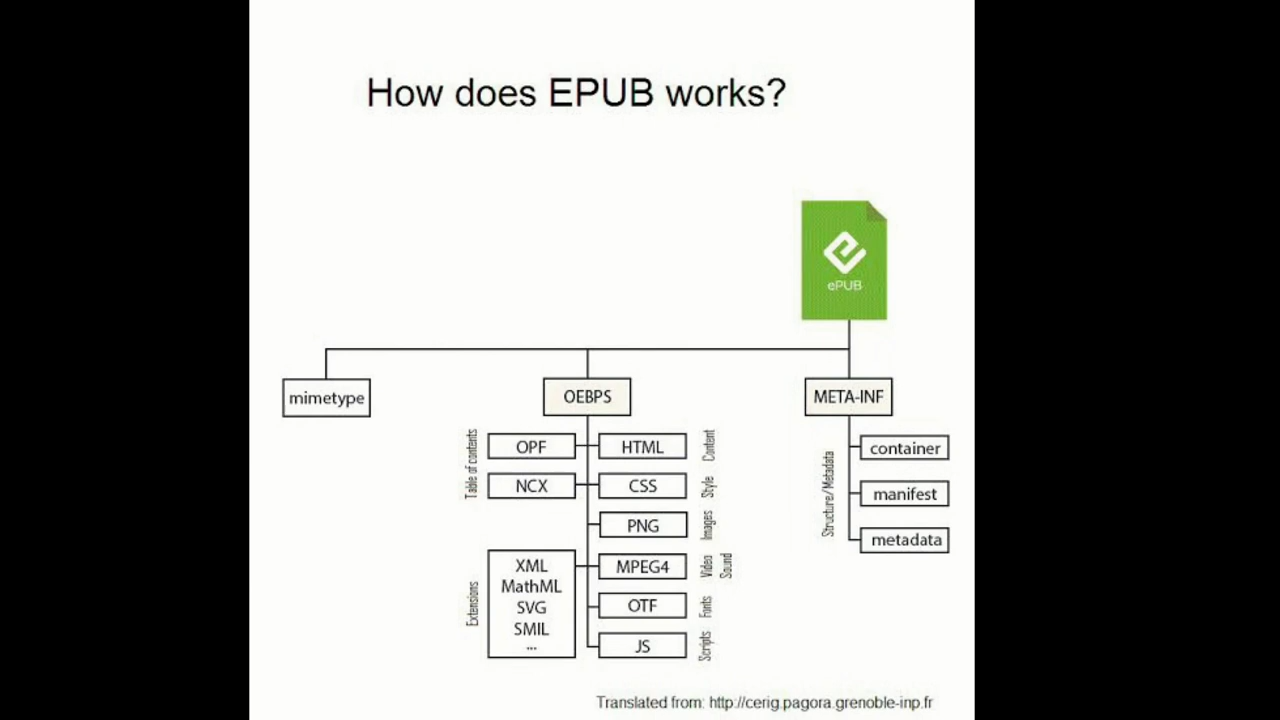 How does EPUB works?
ePUB
mimetype
OEBPS
META-INF
Table of contents
OPF
HTML
Content
NCX
CSS
Style
PNG
Images
Extensions
XML
MathML
SVG
SMIL
...
MPEG4
Video
Sound
OTF
Fonts
JS
Scripts
Structure/Metadata
container
manifest
metadata
Translated from: http://cerig.pagora.grenoble-inp.fr